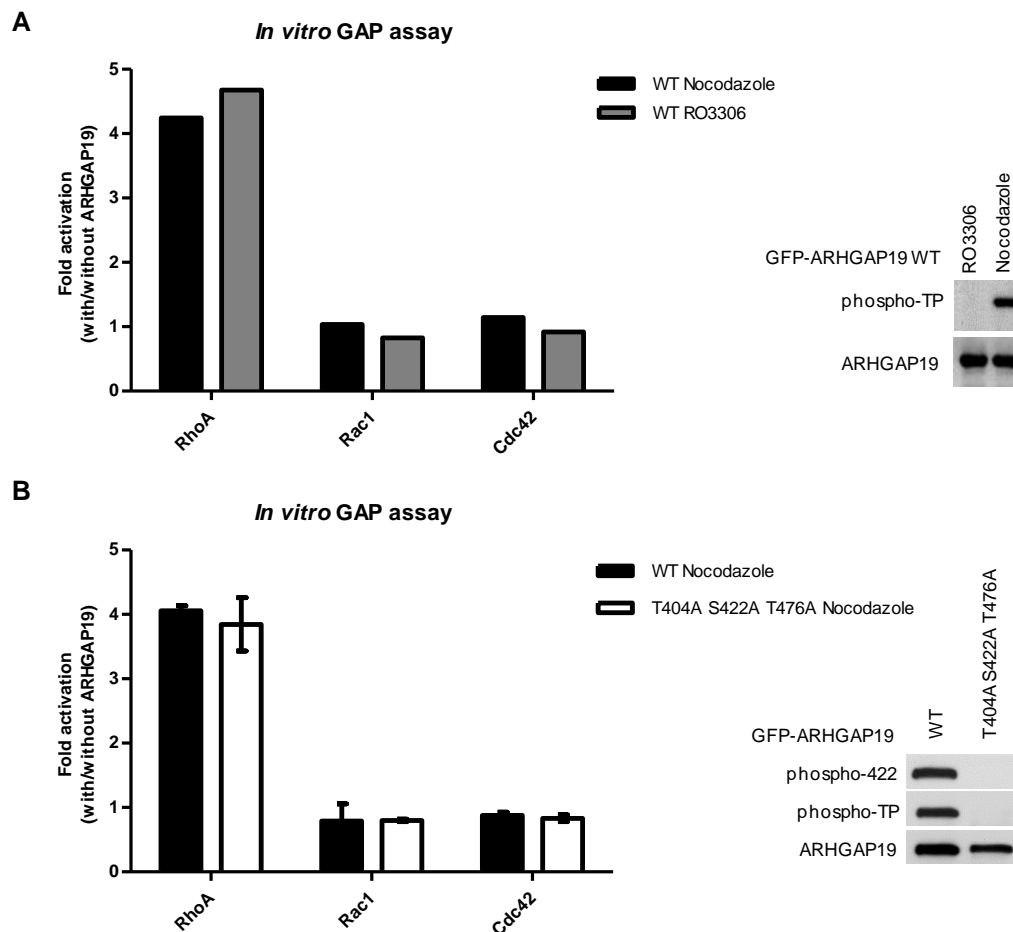 A
In vitro GAP assay
Fold activation
(with/without ARHGAP19)
5
4
3
2
1
0
RhoA
Rac1
Cdc42
WT Nocodazole
WT RO3306
GFP-ARHGAP19 WT
RO3306
Nocodazole
phospho-TP
ARHGAP19
B
In vitro GAP assay
Fold activation
(with/without ARHGAP19)
5
4
3
2
1
0
RhoA
Rac1
Cdc42
WT Nocodazole
T404A S422A T476A Nocodazole
GFP-ARHGAP19
WT
T404A S422A T476A
phospho-422
phospho-TP
ARHGAP19